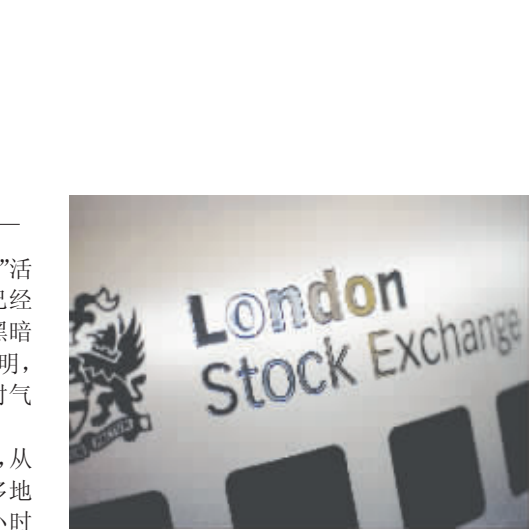 ”活
已经
黑暗
明，
时气
，从
多地
小时
London
Stock Exchange